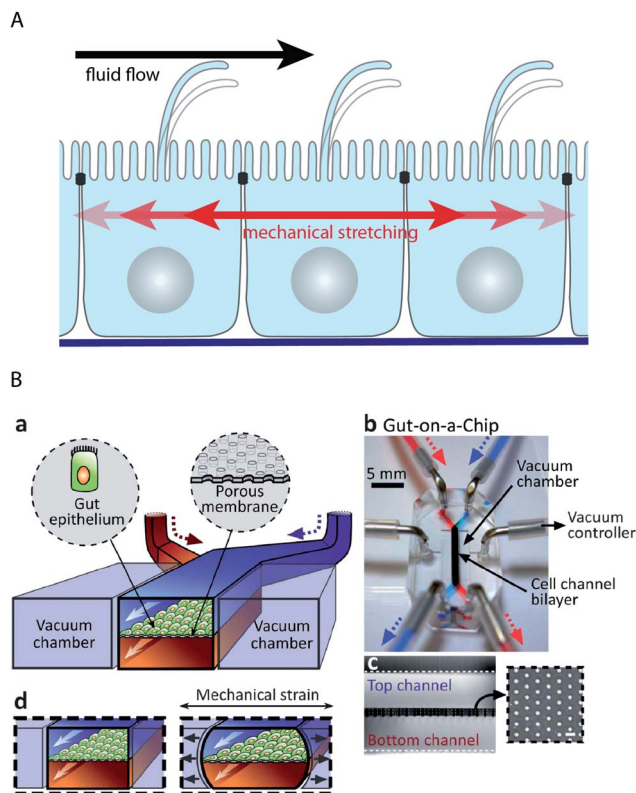 A
fluid flow
mechanical stretching
B
a
Gut
epithelium
Porous
membrane
Vacuum
chamber
Vacuum
chamber
b Gut-on-a-Chip
5 mm
Vacuum
chamber
Vacuum
controller
Cell channel
bilayer
c
Top channel
Bottom channel
d
Mechanical strain